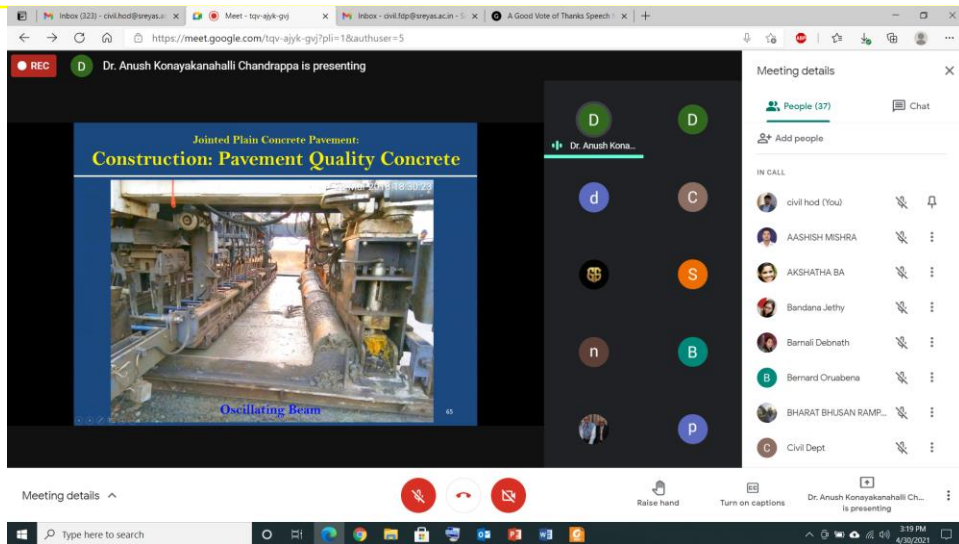 Inbox (323) - civil.hod@sreyas.ac
Meet - tqv-ajyk-gvj
Inbox - civil.fdp@sreyas.ac.in - S
A Good Vote of Thanks Speech
https://meet.google.com/tqv-ajyk-gvj?pli=1&authuser=5
REC
D
Dr. Anush Konayakanahalli Chandrappa is presenting
Jointed Plain Concrete Pavement:
Construction: Pavement Quality Concrete
2018 18:30:23
Oscillating Beam
65
D
D
Dr. Anush Kona...
d
C
S
n
B
p
Meeting details
People (37)
Chat
Add people
IN CALL
civil hod (You)
AASHISH MISHRA
AKSHATHA BA
Bandana Jethy
Barnali Debnath
B
Bernard Oruabena
BHARAT BHUSAN RAMP...
C
Civil Dept
Meeting details
Raise hand
Turn on captions
Dr. Anush Konayakanahalli Ch...
is presenting
Type here to search
3:19 PM
4/30/2021